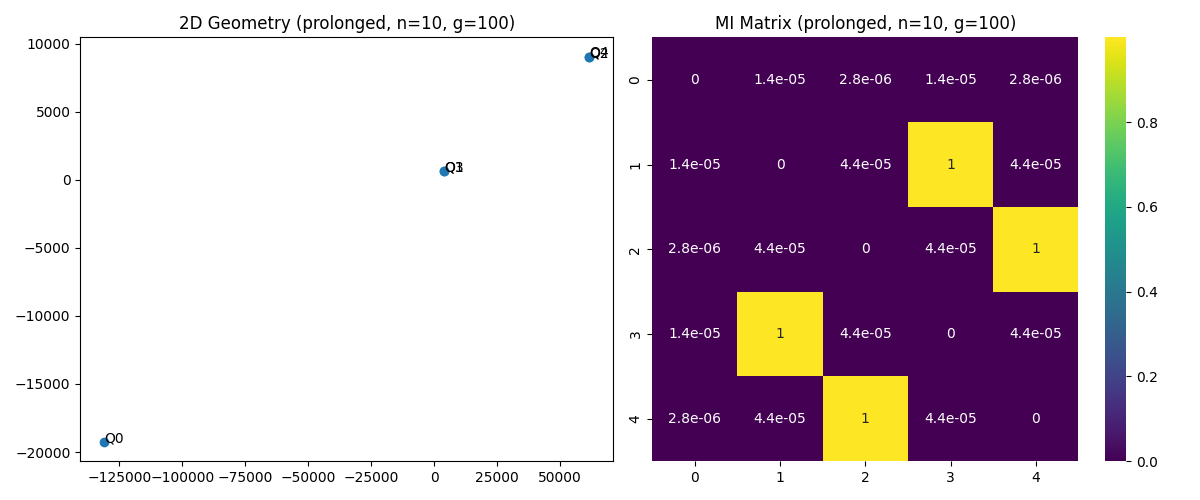 2D Geometry (prolonged, n=10, g=100)
10000
5000
0
−5000
−10000
−15000
−20000
−125000
−100000
−75000
−50000
−25000
0
25000
50000
Q0
MI Matrix (prolonged, n=10, g=100)
0
1
2
3
4
0 1.4e-05 2.8e-06 1.4e-05 2.8e-06
1.4e-05 0 4.4e-05 1 4.4e-05
2.8e-06 4.4e-05 0 4.4e-05 1
1.4e-05 1 4.4e-05 0 4.4e-05
2.8e-06 4.4e-05 1 4.4e-05 0
0 1 2 3 4
0.8
0.6
0.4
0.2
0.0